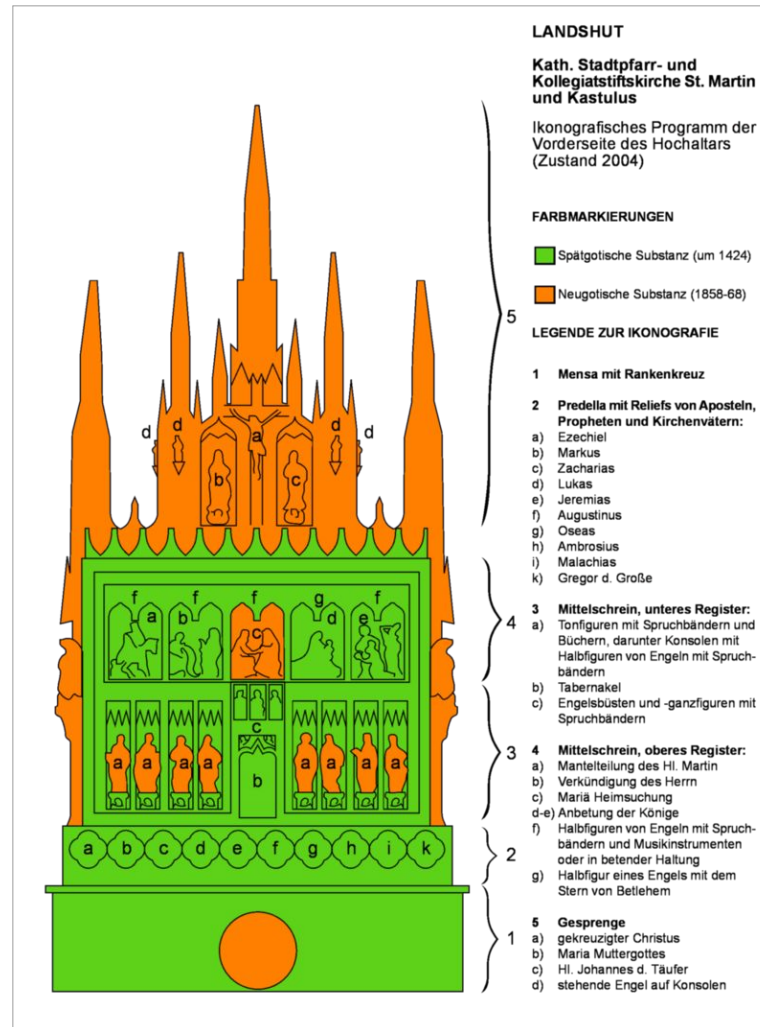 LANDSHUT
Kath. Stadtpfarr- und
Kollegiatstiftskirche St. Martin
und Kastulus
Ikonografisches Programm der
Vorderseite des Hochaltars
(Zustand 2004)
FARBMARKIERUNGEN
Spätgotische Substanz (um 1424)
Neugotische Substanz (1858-68)
LEGENDE ZUR IKONOGRAFIE
1 Mensa mit Rankenkreuz
2 Predella mit Reliefs von Aposteln,
Propheten und Kirchenvätern:
a) Ezechiel
b) Markus
c) Zacharias
d) Lukas
e) Jeremias
f) Augustinus
g) Oseas
h) Ambrosius
i) Malachias
k) Gregor d. Große
3 Mittelschrein, unteres Register:
a) Tonfiguren mit Spruchbändern und
Büchern, darunter Konsolen mit
Halbfiguren von Engeln mit Spruch-
bändern
b) Tabernakel
c) Engelsbüsten und -ganzfiguren mit
Spruchbändern
4 Mittelschrein, oberes Register:
a) Mantelteilung des Hl. Martin
b) Verkündigung des Herrn
c) Mariä Heimsuchung
d-e) Anbetung der Könige
f) Halbfiguren von Engeln mit Spruch-
bändern und Musikinstrumenten
oder in betender Haltung
g) Halbfigur eines Engels mit dem
Stern von Betlehem
5 Gesprenge
a) gekreuzigter Christus
b) Maria Muttergottes
c) Hl. Johannes d. Täufer
d) stehende Engel auf Konsolen
5
d d d d
a
b c
f f f g f
a b c d e
4
c
a a a a b a a a a
3
a b c d e f g h i k
2
1